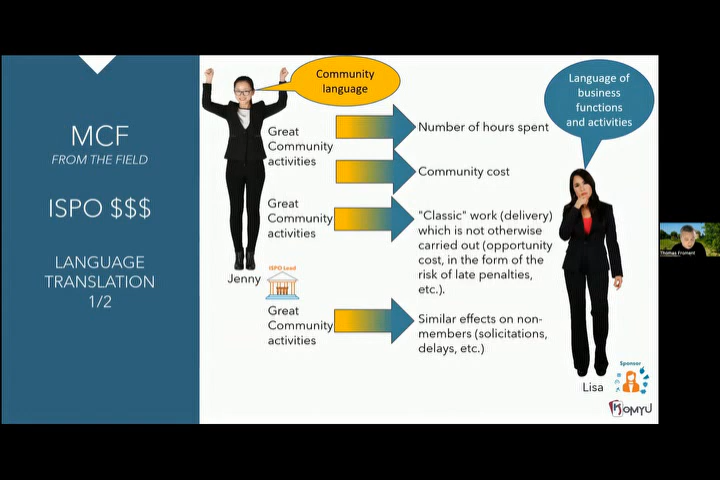 MCF
FROM THE FIELD
ISPO $$$
LANGUAGE
TRANSLATION
1/2
Community
language
Language of
business
functions
and activities
Great
Community
activities
Number of hours spent
Community cost
Great
Community
activities
"Classic" work (delivery)
which is not otherwise
carried out (opportunity
cost, in the form of the
risk of late penalties,
etc.).
Jenny
ISPO Lead
Great
Community
activities
Similar effects on non-
members (solicitations,
delays, etc.)
Lisa
Sponsor
KOMYU
Thomas Froment